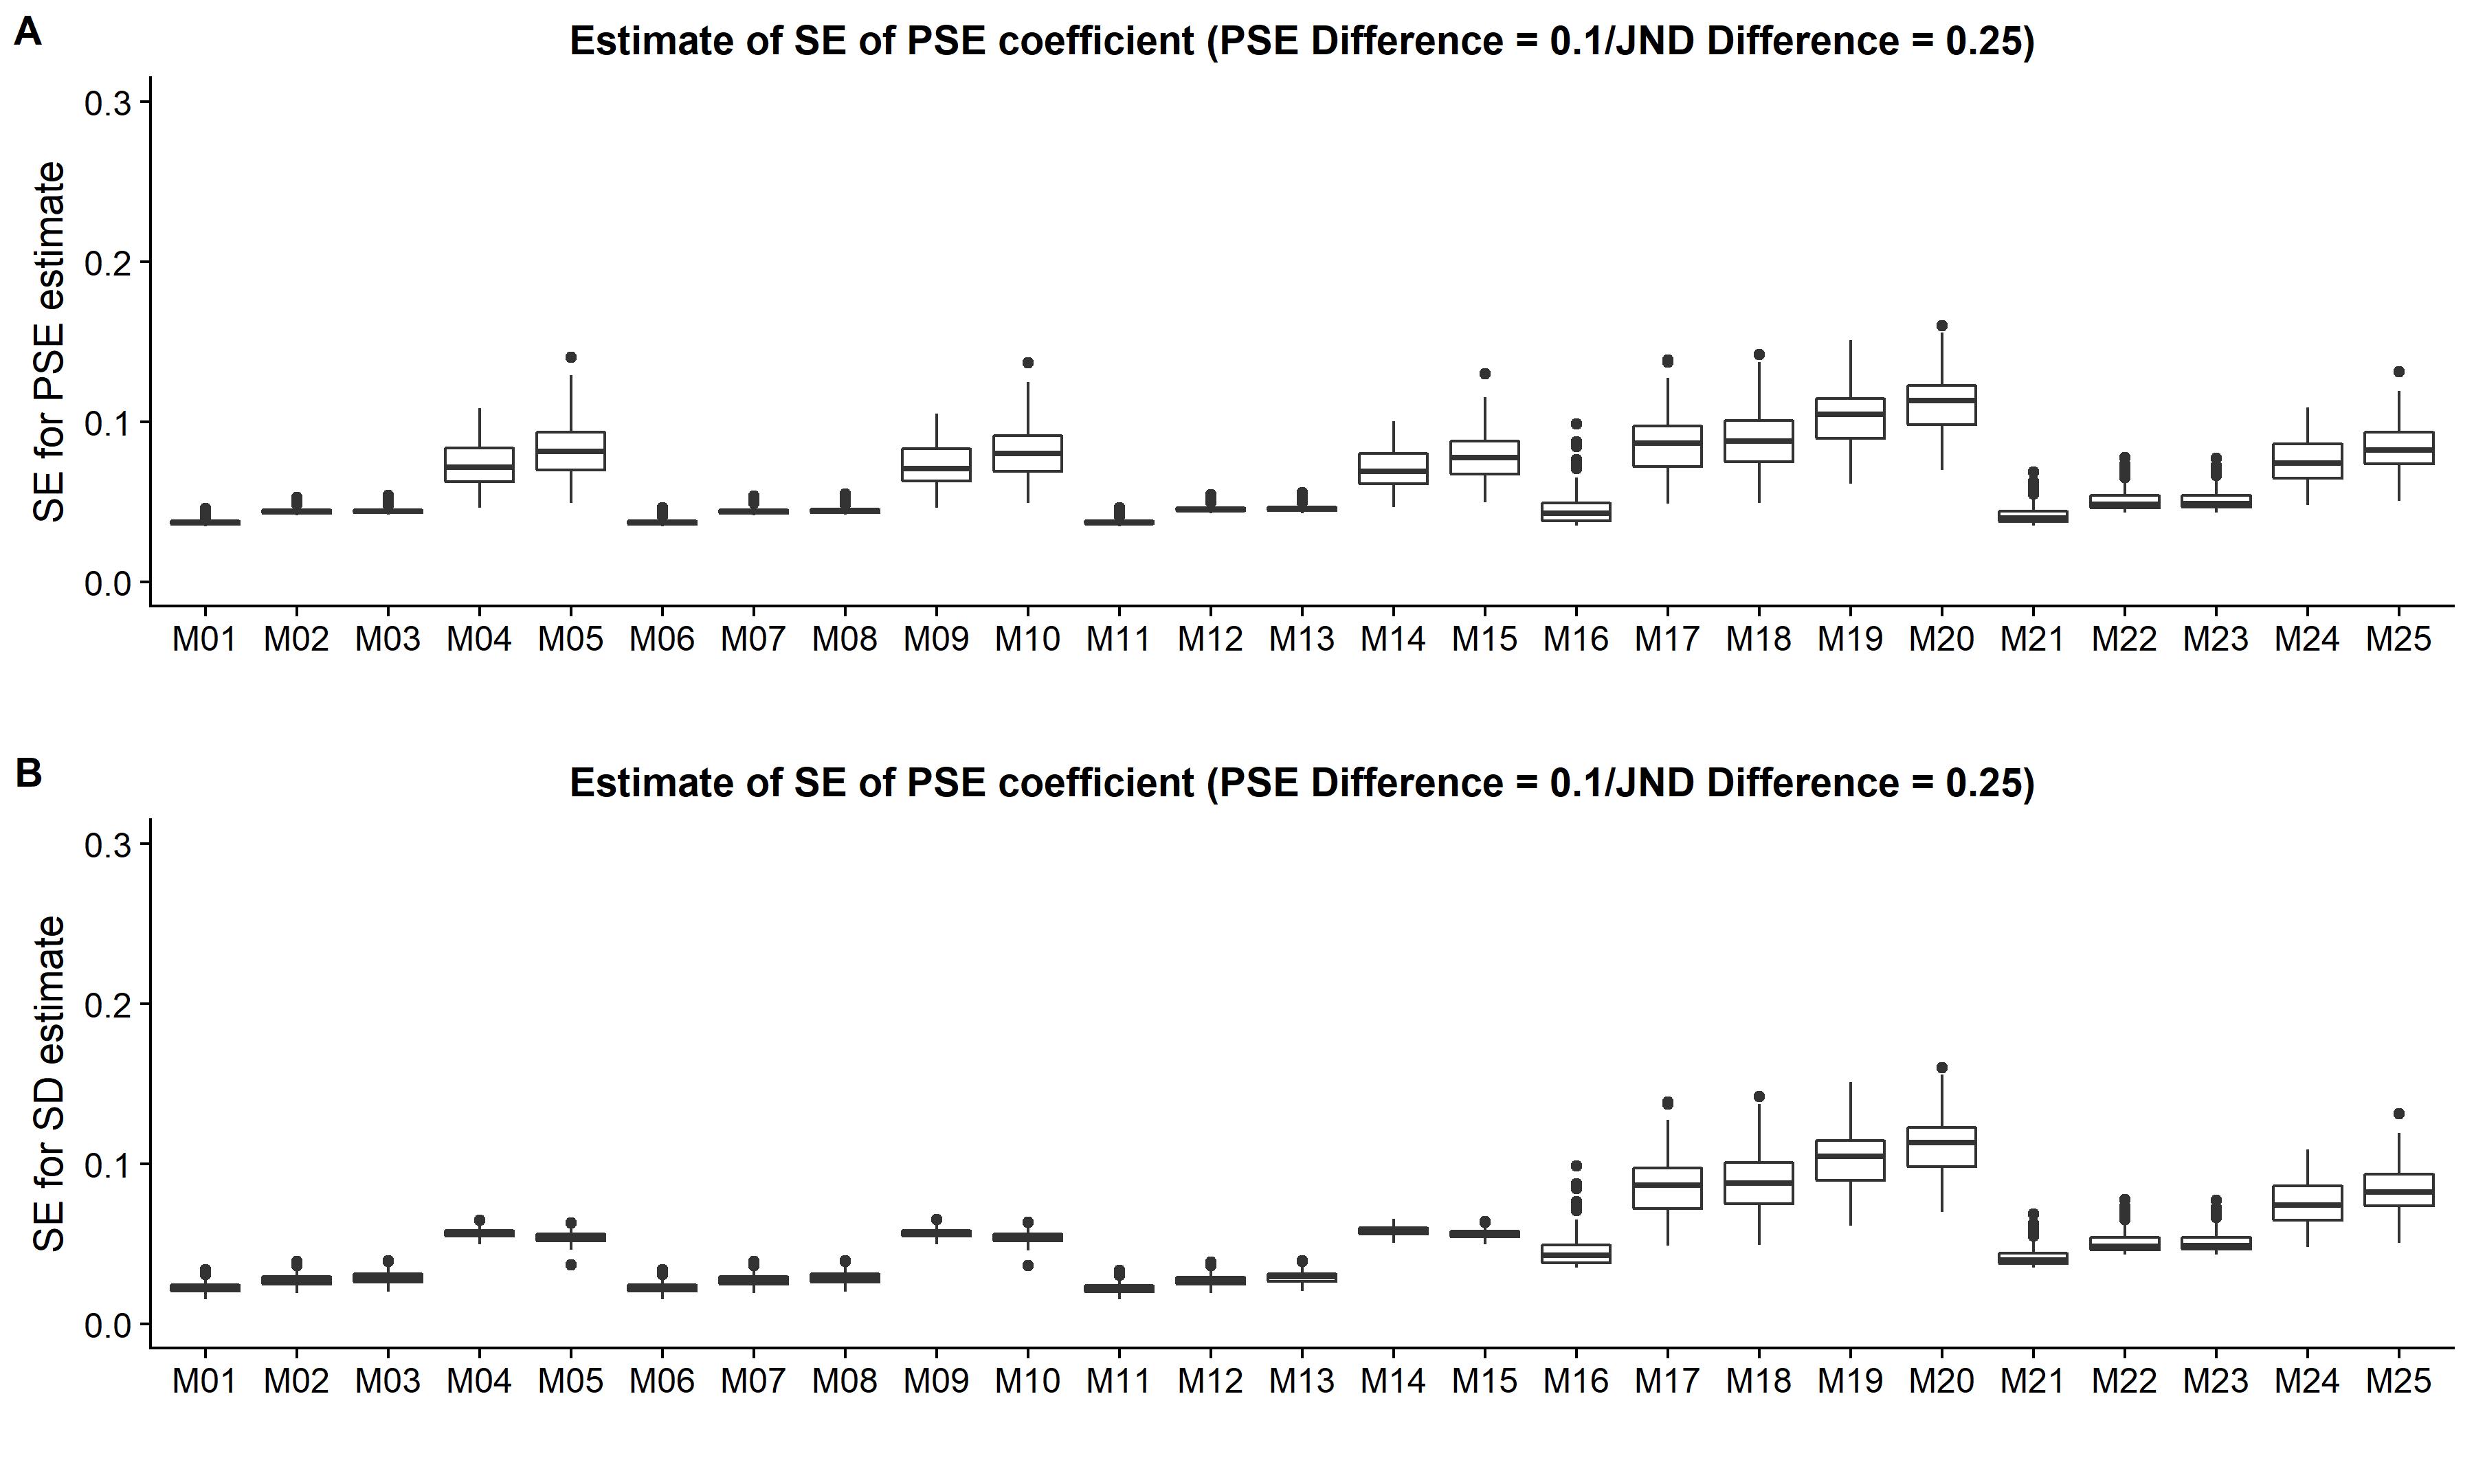 A
Estimate of SE of PSE coefficient (PSE Difference = 0.1/JND Difference = 0.25)
SE for PSE estimate
0.3
0.2
0.1
0.0
M01 M02 M03 M04 M05 M06 M07 M08 M09 M10 M11 M12 M13 M14 M15 M16 M17 M18 M19 M20 M21 M22 M23 M24 M25
B
Estimate of SE of PSE coefficient (PSE Difference = 0.1/JND Difference = 0.25)
SE for SD estimate
0.3
0.2
0.1
0.0
M01 M02 M03 M04 M05 M06 M07 M08 M09 M10 M11 M12 M13 M14 M15 M16 M17 M18 M19 M20 M21 M22 M23 M24 M25